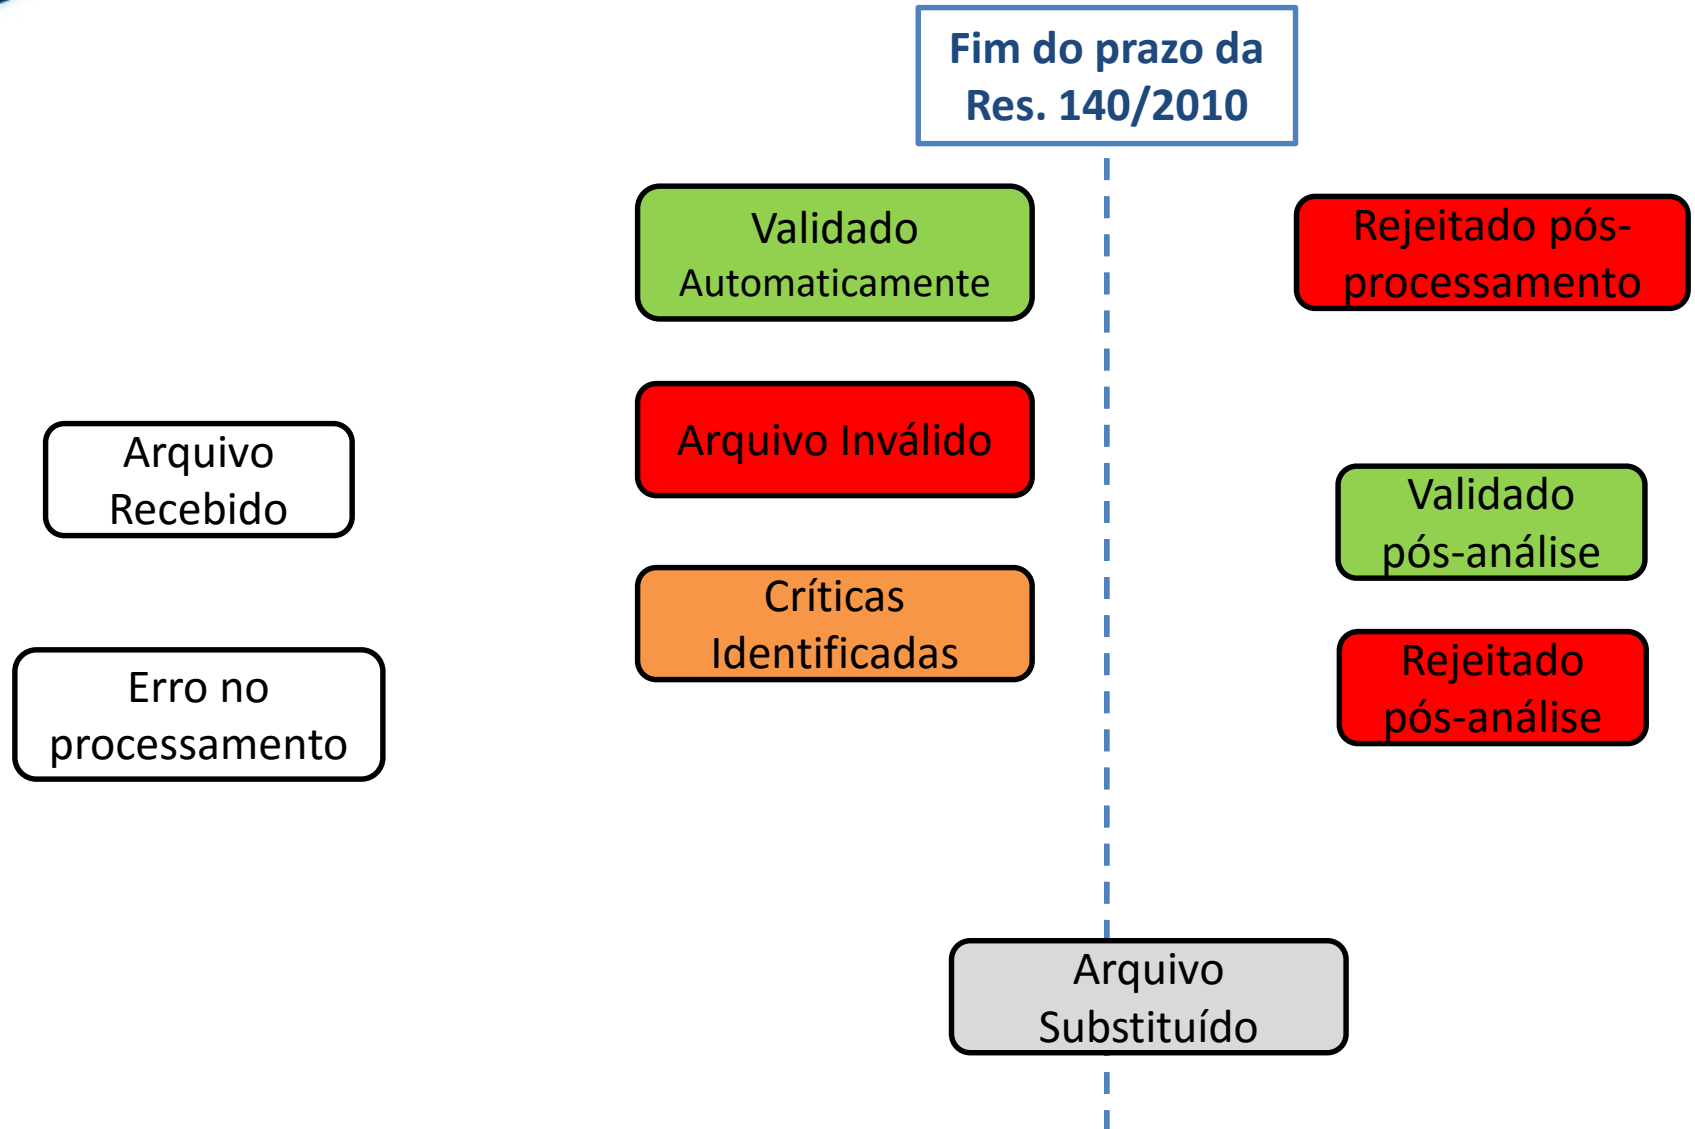 Fim do prazo da
Res. 140/2010
Validado
Automaticamente
Rejeitado pós-
processamento
Arquivo Inválido
Arquivo
Recebido
Validado
pós-análise
Críticas
Identificadas
Erro no
processamento
Rejeitado
pós-análise
Arquivo
Substituído